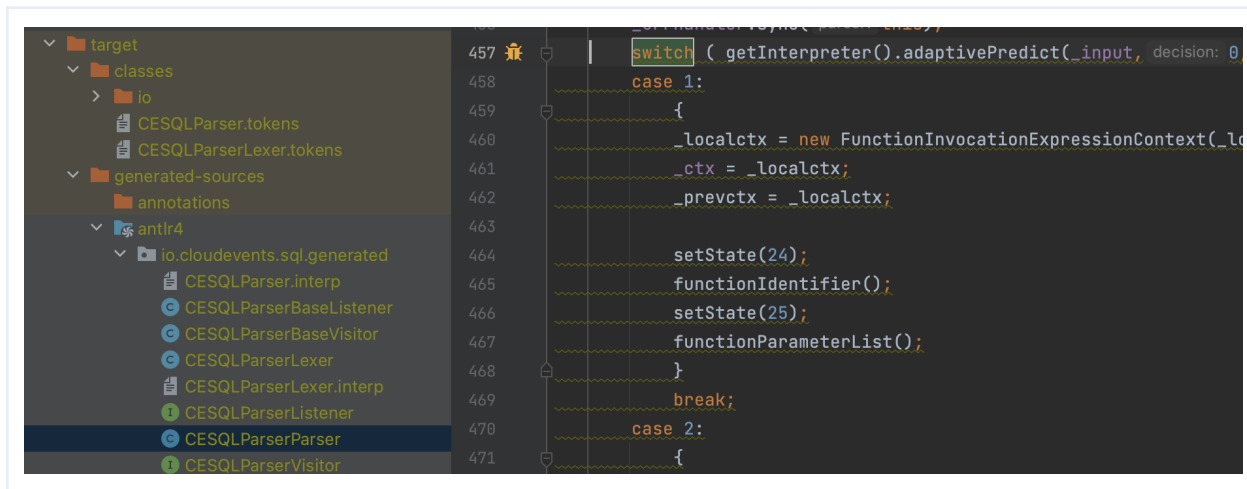 target
classes
io
CESQLParser.tokens
CESQLParserLexer.tokens
generated-sources
annotations
antlr4
io.cloudevents.sql.generated
CESQLParser.interp
CESQLParserBaseListener
CESQLParserBaseVisitor
CESQLParserLexer
CESQLParserLexer.interp
CESQLParserListener
CESQLParserParser
CESQLParserVisitor
457 switch ( getInterpreter().adaptivePredict(_input, decision: 0,
458 case 1:
459 {
460 _localctx = new FunctionInvocationExpressionContext(_lo
461 _ctx = _localctx;
462 _prevctx = _localctx;
463
464 setState(24);
465 functionIdentifier();
466 setState(25);
467 functionParameterList();
468 }
469 break;
470 case 2:
471 {